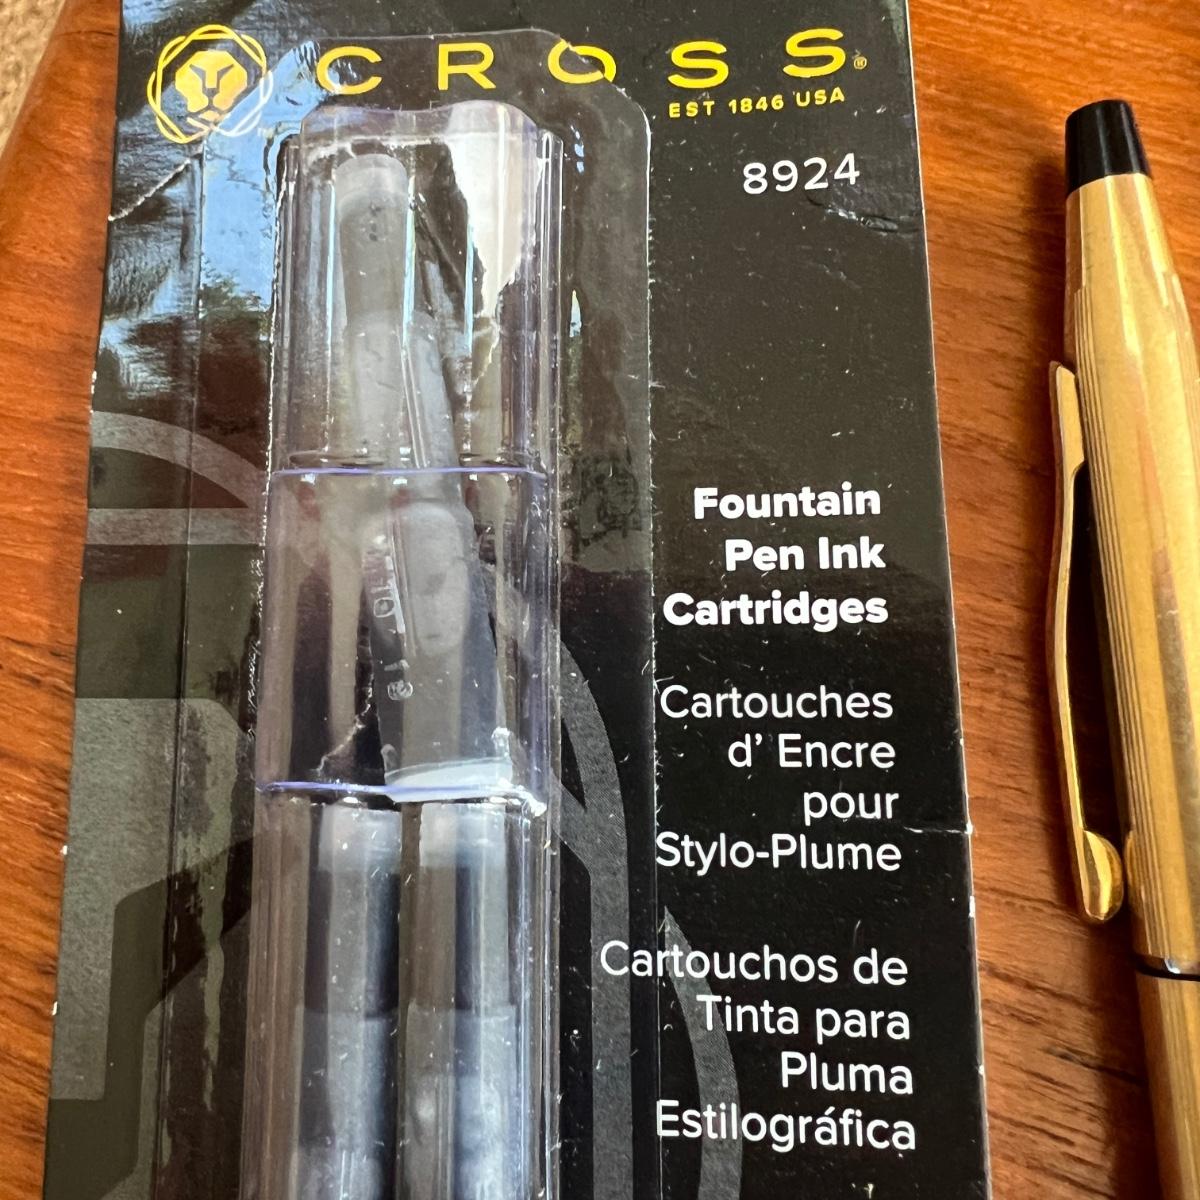 CROSS®
EST 1846 USA
8924
Fountain
Pen Ink
Cartridges
Cartouches
d’ Encre
pour
Stylo-Plume
Cartouchos de
Tinta para
Pluma
Estilográfica